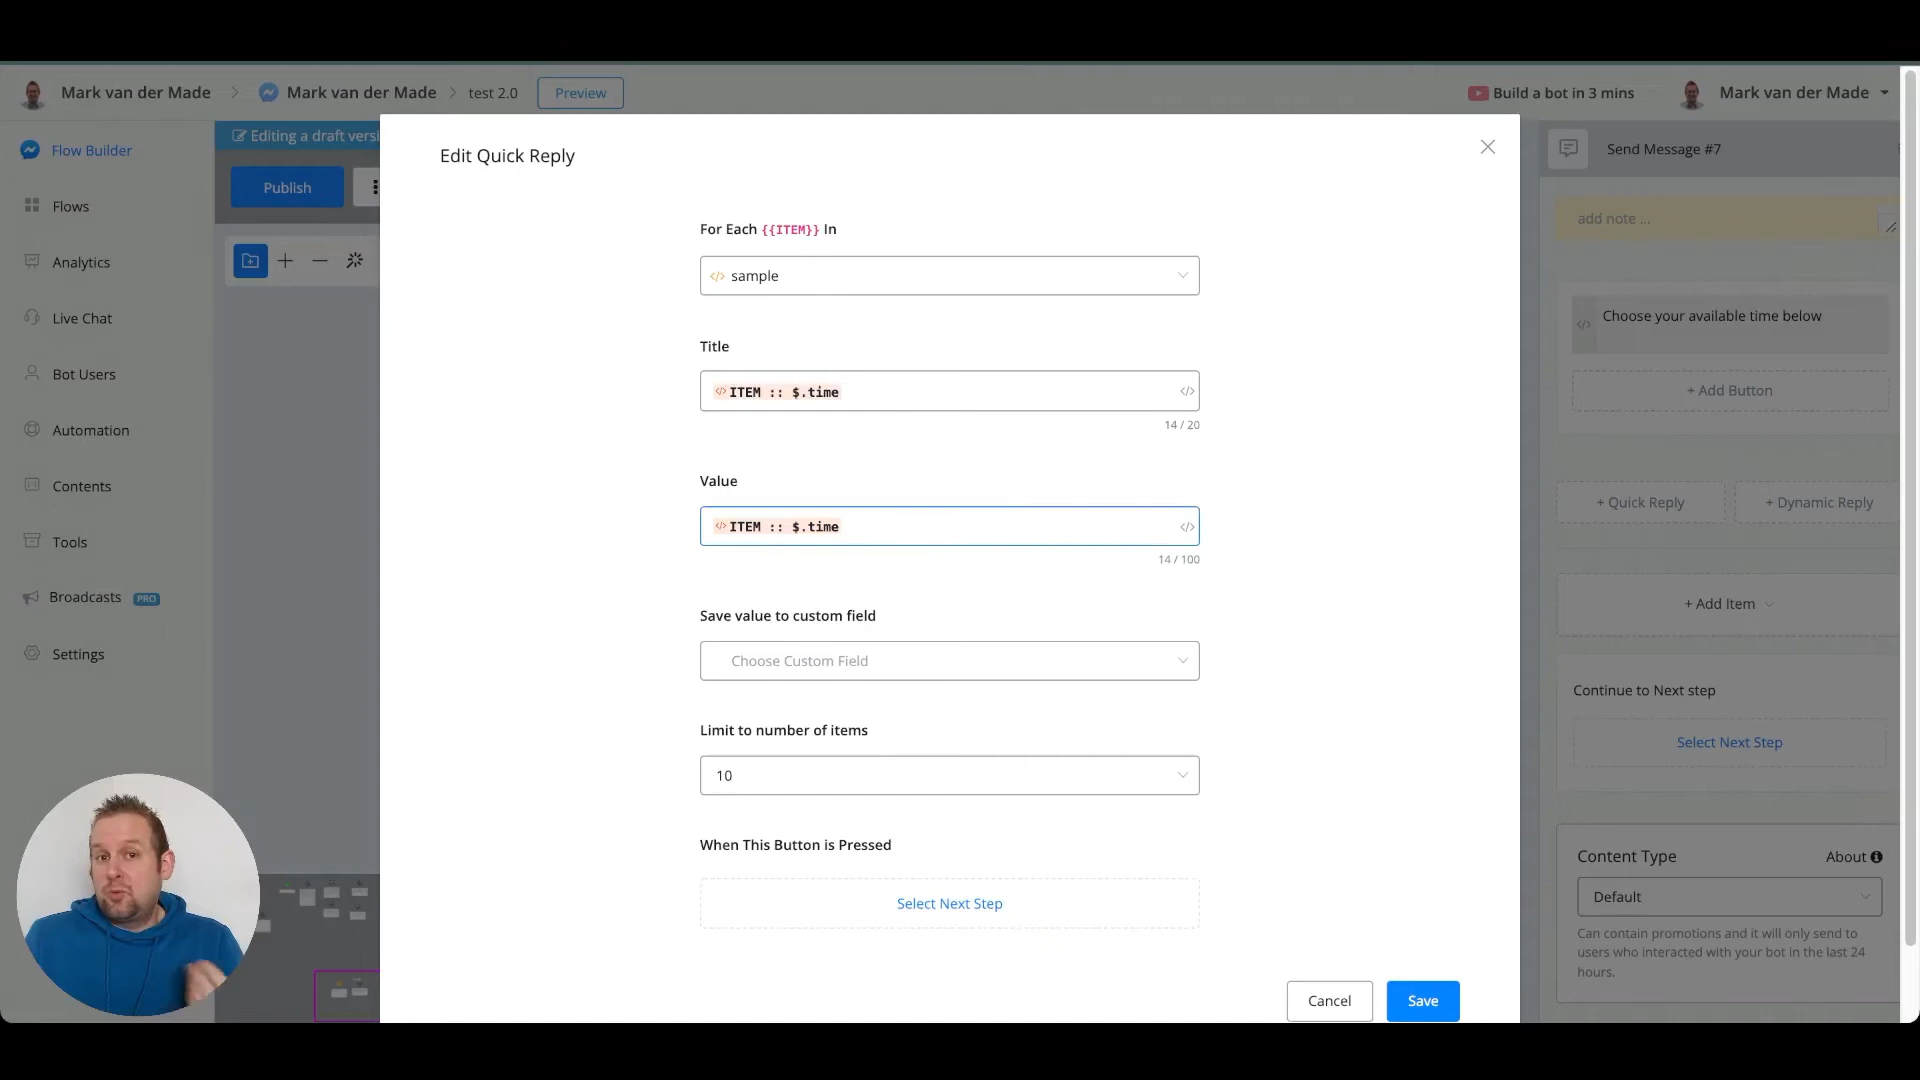 Mark van der Made
Mark van der Made
test 2.0
Preview
Build a bot in 3 mins
Mark van der Made
Flow Builder
Flows
Analytics
Live Chat
Bot Users
Automation
Contents
Tools
Broadcasts PRO
Settings
Editing a draft versi
Publish
Edit Quick Reply
For Each {{ITEM}} In
sample
Title
ITEM :: $.time
14 / 20
Value
ITEM :: $.time
14 / 100
Save value to custom field
Choose Custom Field
Limit to number of items
10
When This Button is Pressed
Select Next Step
Cancel
Save
Send Message #7
add note ...
Choose your available time below
+ Add Button
+ Quick Reply
+ Dynamic Reply
+ Add Item
Continue to Next step
Select Next Step
Content Type
About
Default
Can contain promotions and it will only send to
users who interacted with your bot in the last 24
hours.